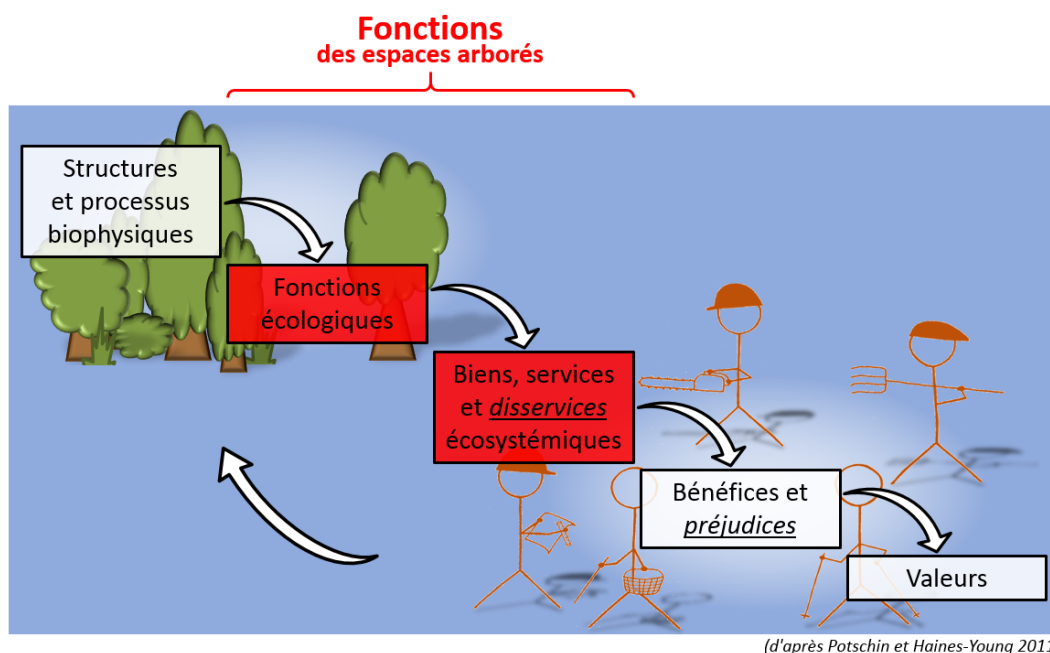 Fonctions
des espaces arborés
Structures
et processus
biophysiques
Fonctions
écologiques
Biens, services
et disservices
écosystémiques
Bénéfices et
préjudices
Valeurs
(d'après Potschin et Haines-Young 2011